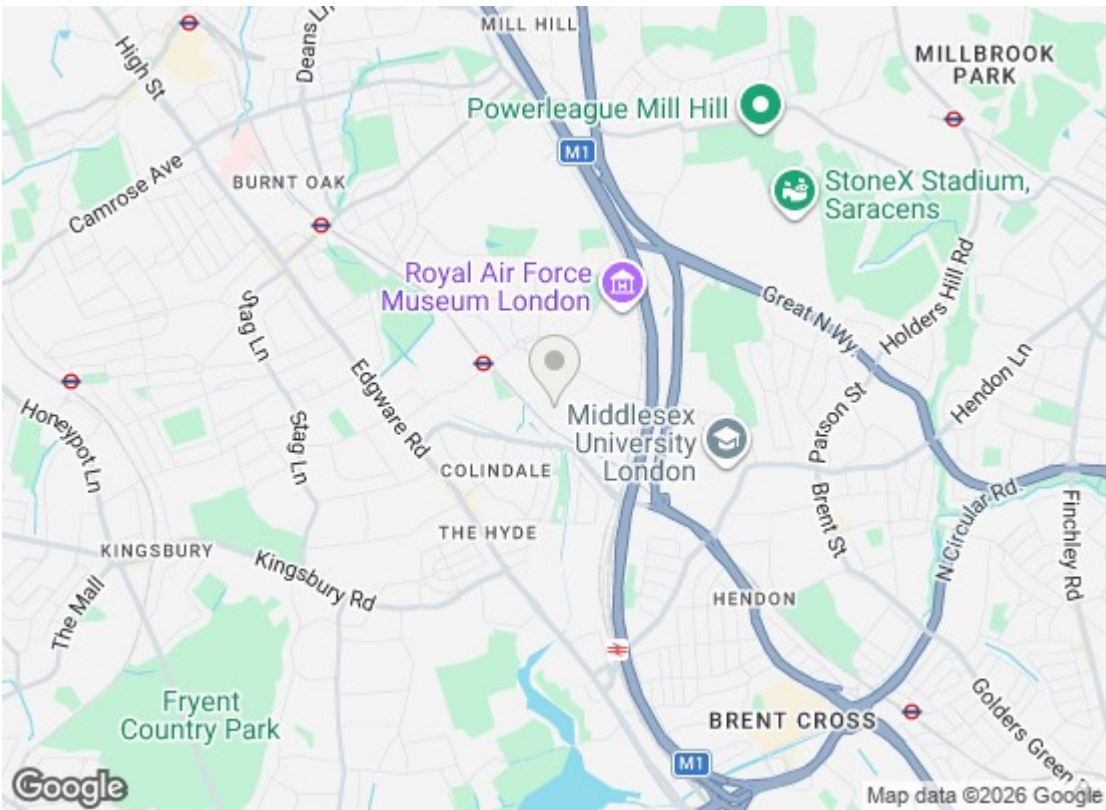 MILL HILL
Deans Ln
High St
MILLBROOK
PARK
Powerleague Mill Hill
M1
Camrose Ave
BURNT OAK
StoneX Stadium,
Saracens
Royal Air Force
Museum London
Holders Hill Rd
Great N Wy
Stag Ln
Edgware Rd
Hendon Ln
Parson St
Honeypot Ln
Stag Ln
Middlesex
University
London
COLINDALE
Brent St
N Circular Rd
Finchley Rd
THE HYDE
KINGSBURY
Kingsbury Rd
The Mall
HENDON
Fryent
Country Park
BRENT CROSS
Golders Green
M1
Google
Map data ©2026 Google